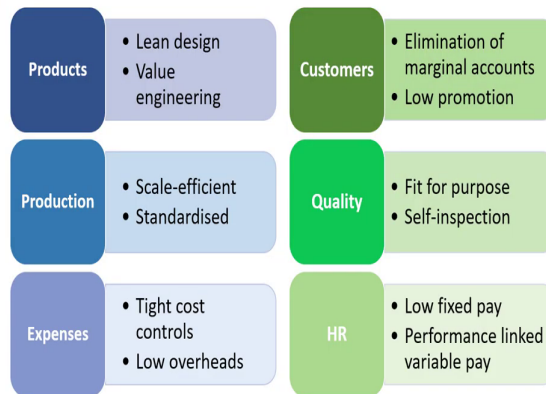 Products
• Lean design
• Value
engineering
Customers
• Elimination of
marginal accounts
• Low promotion
Production
• Scale-efficient
• Standardised
Quality
• Fit for purpose
• Self-inspection
Expenses
• Tight cost
controls
• Low overheads
HR
• Low fixed pay
• Performance linked
variable pay